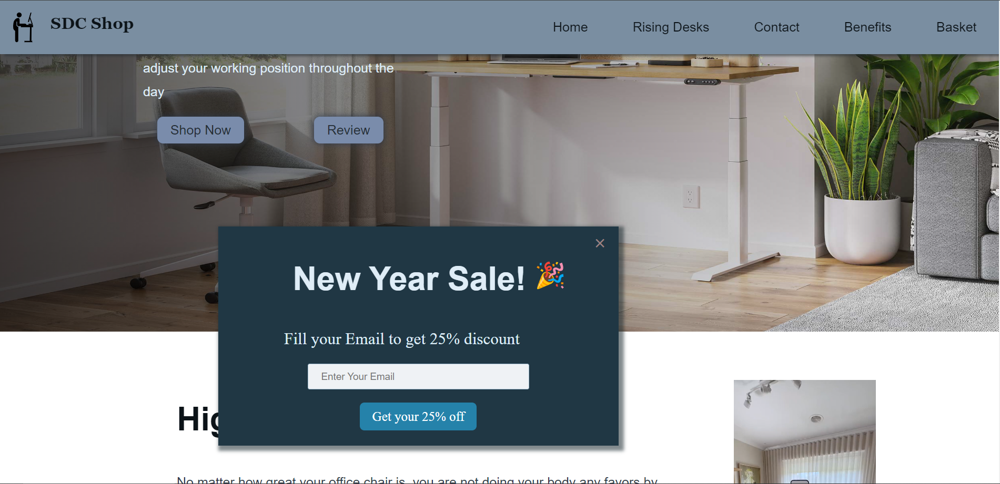 SDC Shop
Home Rising Desks Contact Benefits Basket
adjust your working position throughout the
day
Shop Now Review
New Year Sale! 🎉
Fill your Email to get 25% discount
Enter Your Email
Get your 25% off
Hig
No matter how great your office chair is, you are not doing your body any favors by